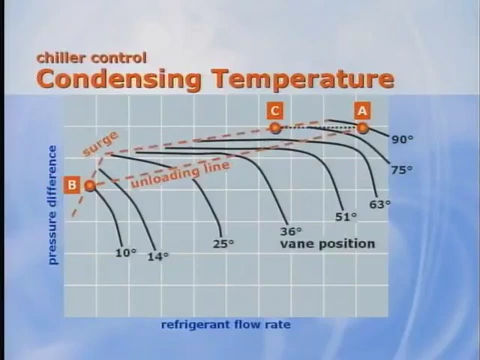 chiller control
Condensing Temperature
C
A
surge
90°
B
unloading line
75°
63°
51°
36°
25°
vane position
10°
14°
pressure difference
refrigerant flow rate